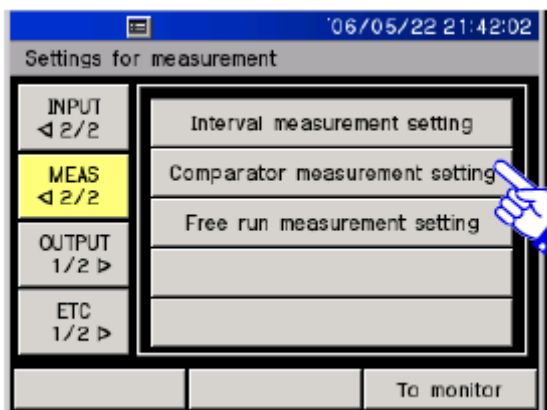 '06/05/22 21:42:02
Settings for measurement
INPUT
◁ 2/2
MEAS
◁ 2/2
OUTPUT
1/2 ▷
ETC
1/2 ▷
Interval measurement setting
Comparator measurement setting
Free run measurement setting
To monitor